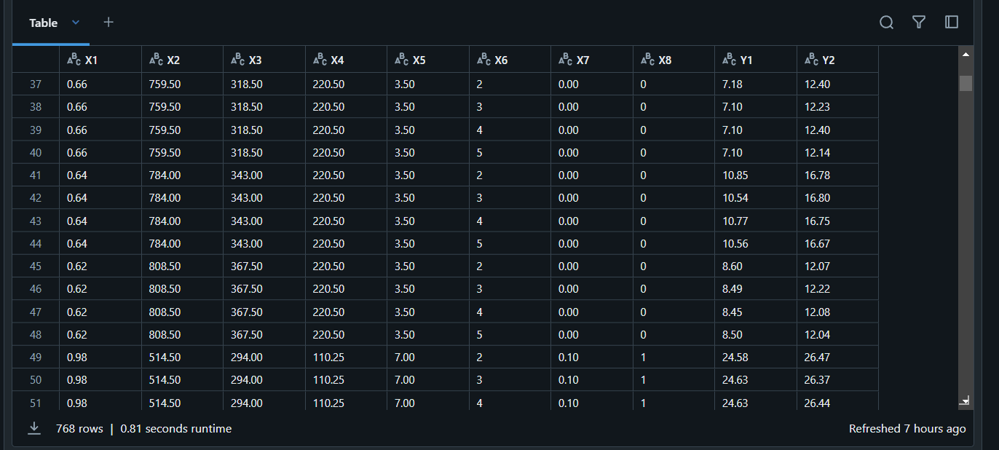 Table
ABC X1 ABC X2 ABC X3 ABC X4 ABC X5 ABC X6 ABC X7 ABC X8 ABC Y1 ABC Y2
37 0.66 759.50 318.50 220.50 3.50 2 0.00 0 7.18 12.40
38 0.66 759.50 318.50 220.50 3.50 3 0.00 0 7.10 12.23
39 0.66 759.50 318.50 220.50 3.50 4 0.00 0 7.10 12.40
40 0.66 759.50 318.50 220.50 3.50 5 0.00 0 7.10 12.14
41 0.64 784.00 343.00 220.50 3.50 2 0.00 0 10.85 16.78
42 0.64 784.00 343.00 220.50 3.50 3 0.00 0 10.54 16.80
43 0.64 784.00 343.00 220.50 3.50 4 0.00 0 10.77 16.75
44 0.64 784.00 343.00 220.50 3.50 5 0.00 0 10.56 16.67
45 0.62 808.50 367.50 220.50 3.50 2 0.00 0 8.60 12.07
46 0.62 808.50 367.50 220.50 3.50 3 0.00 0 8.49 12.22
47 0.62 808.50 367.50 220.50 3.50 4 0.00 0 8.45 12.08
48 0.62 808.50 367.50 220.50 3.50 5 0.00 0 8.50 12.04
49 0.98 514.50 294.00 110.25 7.00 2 0.10 1 24.58 26.47
50 0.98 514.50 294.00 110.25 7.00 3 0.10 1 24.63 26.37
51 0.98 514.50 294.00 110.25 7.00 4 0.10 1 24.63 26.44
768 rows | 0.81 seconds runtime Refreshed 7 hours ago